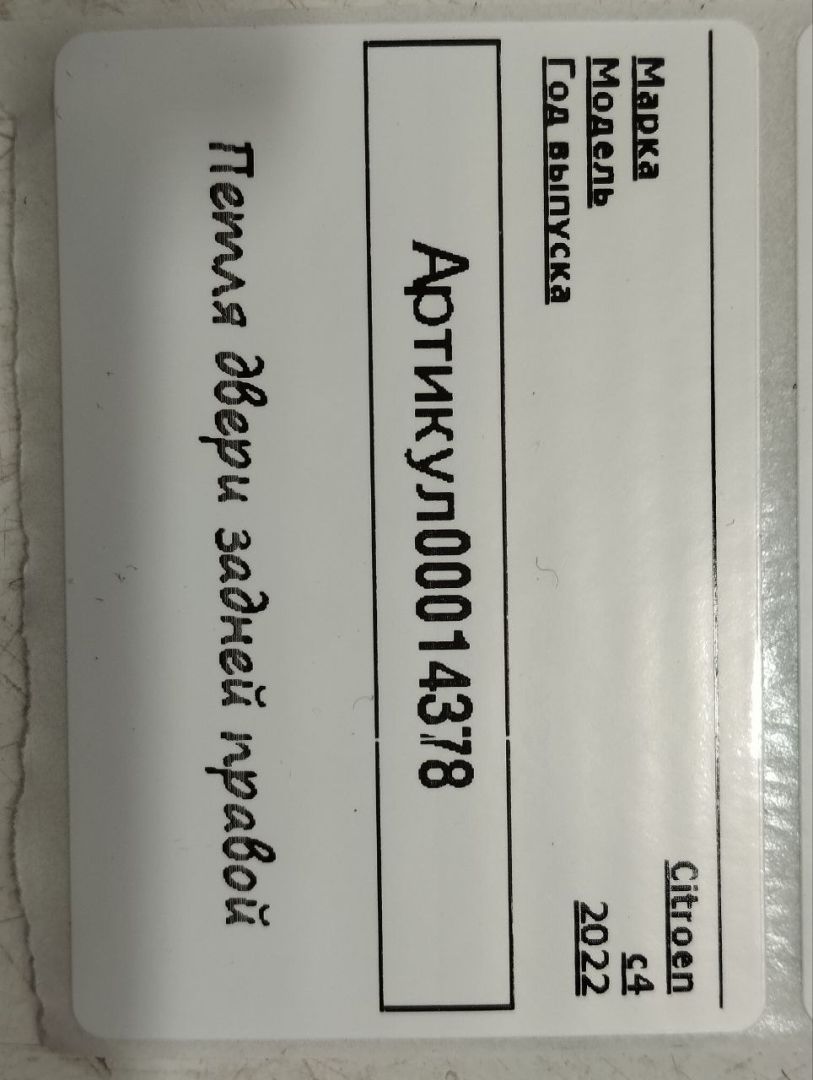 Марка Citroen
Модель c4
Год выпуска 2022
Артикул00014378
Петля двери задней правой